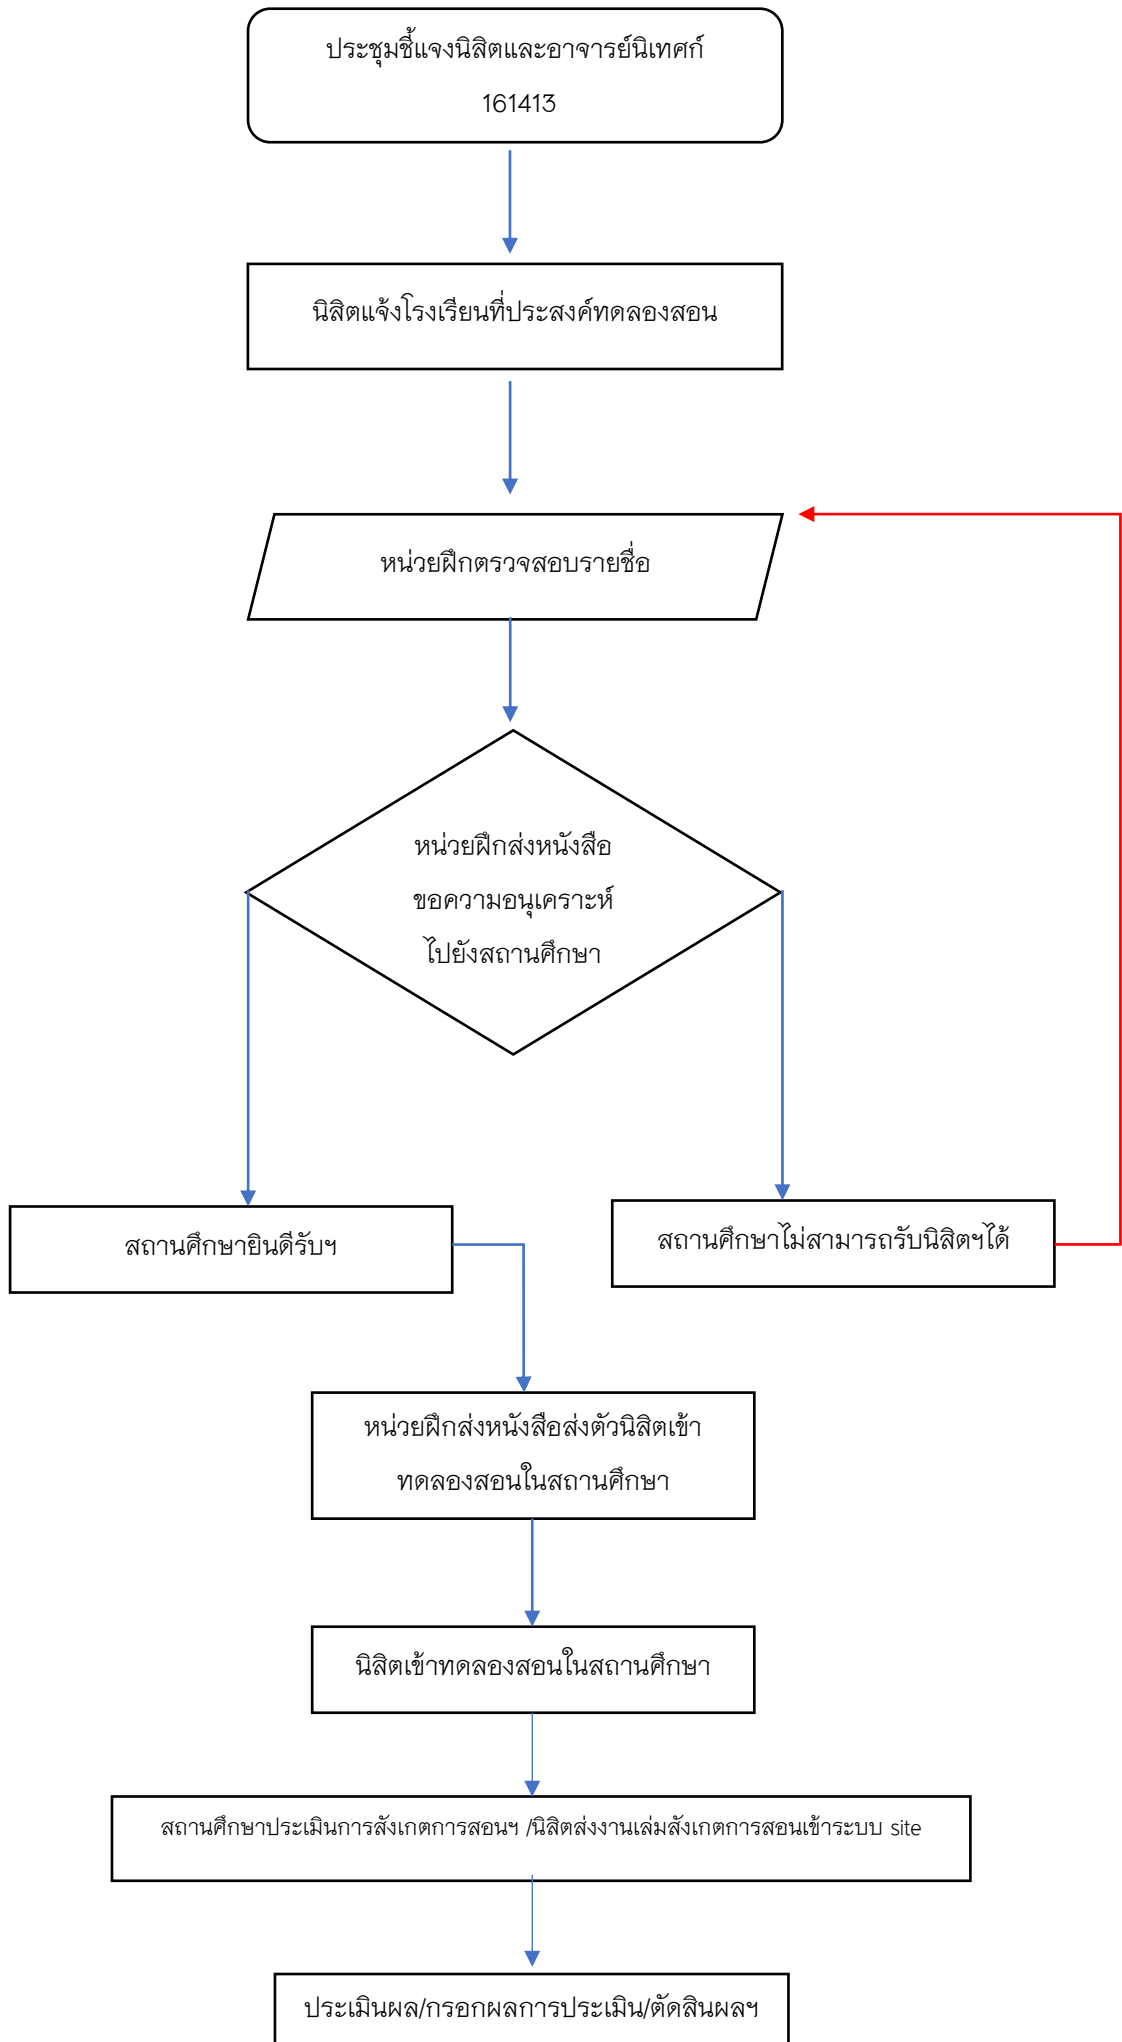 ประชุมชี้แจงนิสิตและอาจารย์นิเทศก์
161413
นิสิตแจ้งโรงเรียนที่ประสงค์ทดลองสอน
หน่วยฝึกตรวจสอบรายชื่อ
หน่วยฝึกส่งหนังสือ
ขอความอนุเคราะห์
ไปยังสถานศึกษา
สถานศึกษายินดีรับฯ
สถานศึกษาไม่สามารถรับนิสิตฯได้
หน่วยฝึกส่งหนังสือส่งตัวนิสิตเข้า
ทดลองสอนในสถานศึกษา
นิสิตเข้าทดลองสอนในสถานศึกษา
สถานศึกษาประเมินการสังเกตการสอนฯ /นิสิตส่งงานเล่มสังเกตการสอนเข้าระบบ site
ประเมินผล/กรอกผลการประเมิน/ตัดสินผลฯ